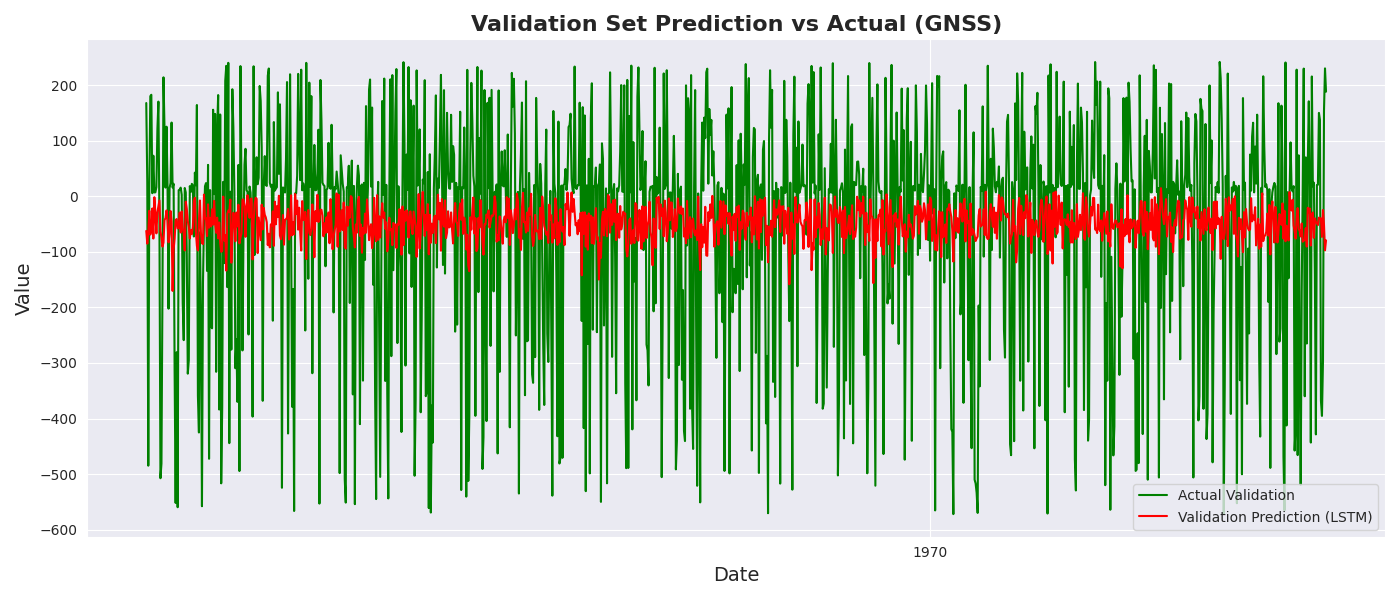 Validation Set Prediction vs Actual (GNSS)
Value
200
100
0
−100
−200
−300
−400
−500
−600
Actual Validation
Validation Prediction (LSTM)
1970
Date